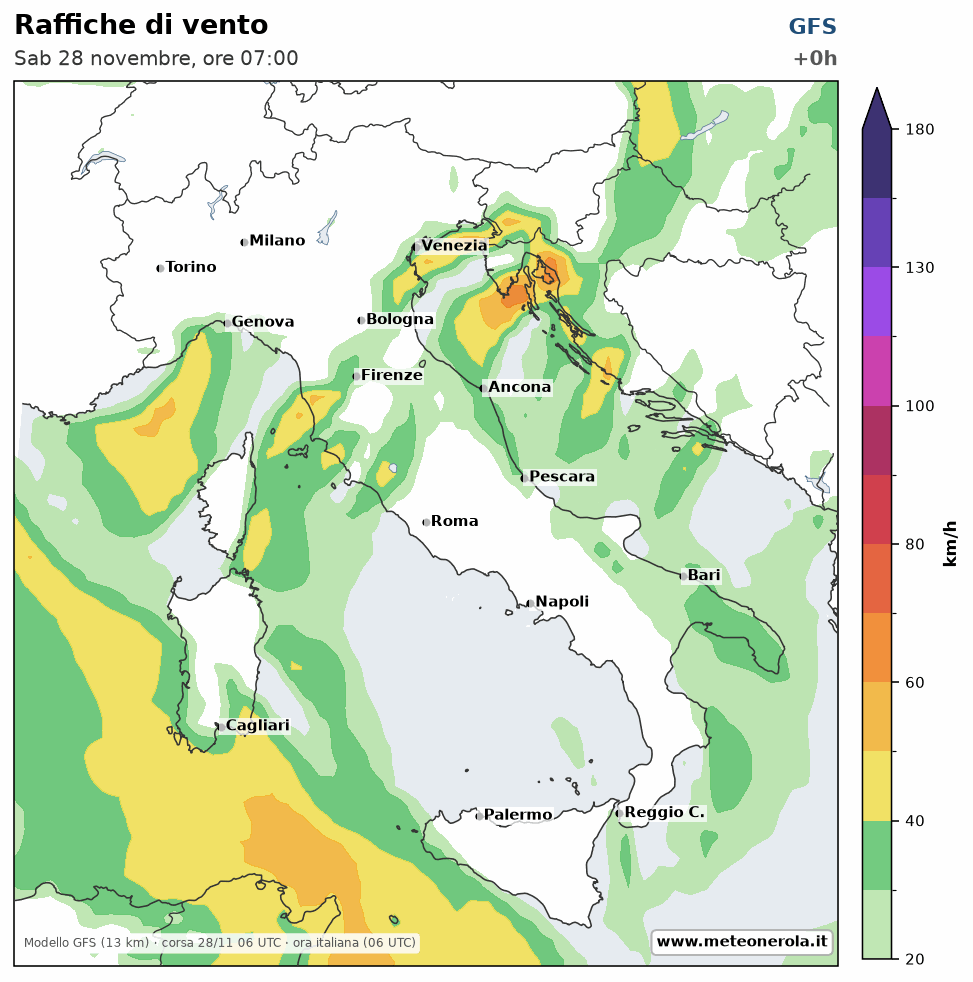 Raffiche di vento
GFS
Sab 28 novembre, ore 07:00
+0h
180
130
100
80
60
40
20
km/h
Milano
Venezia
Torino
Genova
Bologna
Firenze
Ancona
Pescara
Roma
Bari
Napoli
Cagliari
Palermo
Reggio C.
Modello GFS (13 km) · corsa 28/11 06 UTC · ora italiana (06 UTC)
www.meteonerola.it